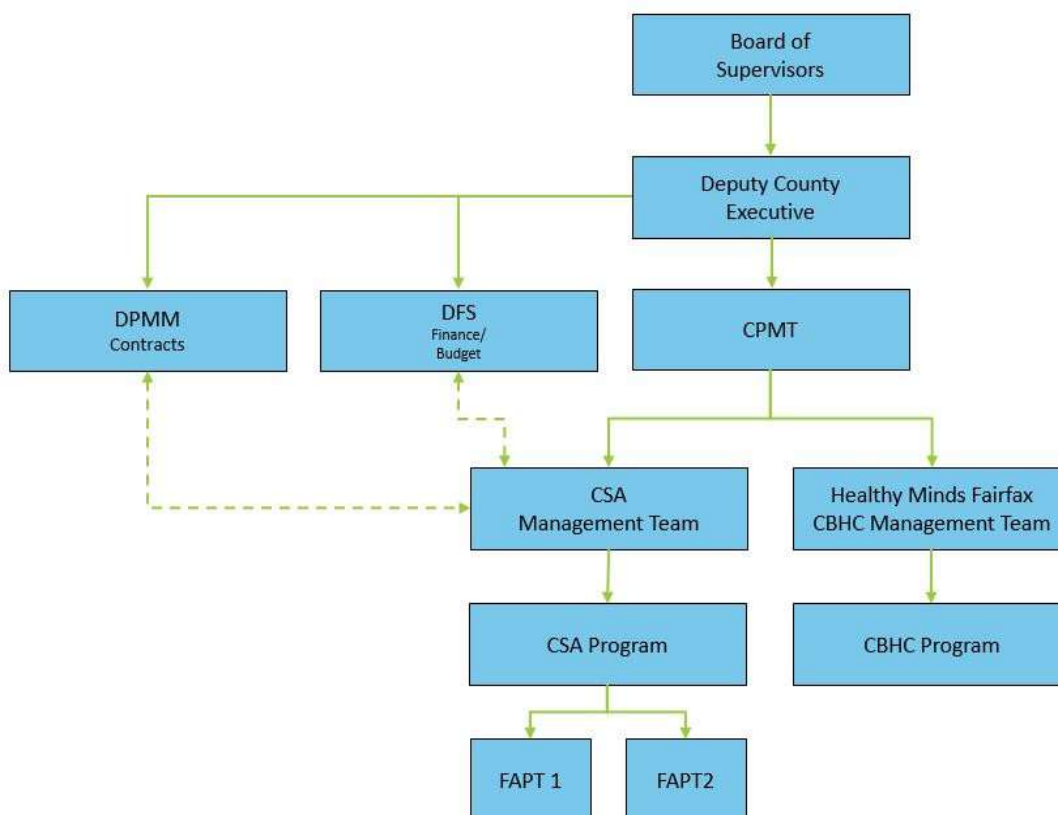 Board of
Supervisors
Deputy County
Executive
DPMM
Contracts
DFS
Finance/
Budget
CPMT
CSA
Management Team
Healthy Minds Fairfax
CBHC Management Team
CSA Program
CBHC Program
FAPT 1
FAPT2